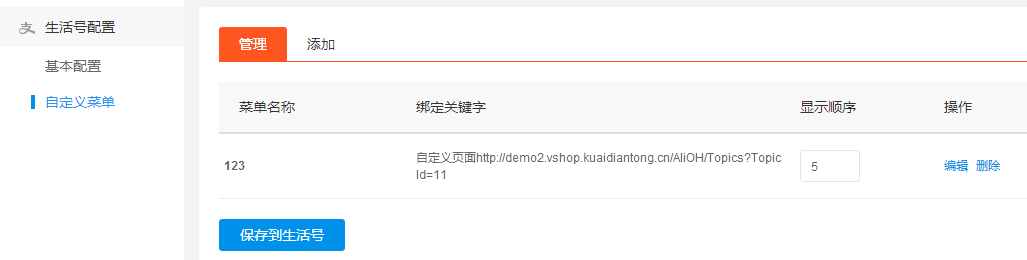 生活号配置
基本配置
自定义菜单
管理 添加
菜单名称 绑定关键字 显示顺序 操作
123 自定义页面http://demo2.vshop.kuaidiantong.cn/AliOH/Topics?Topic
Id=11 5 编辑 删除
保存到生活号